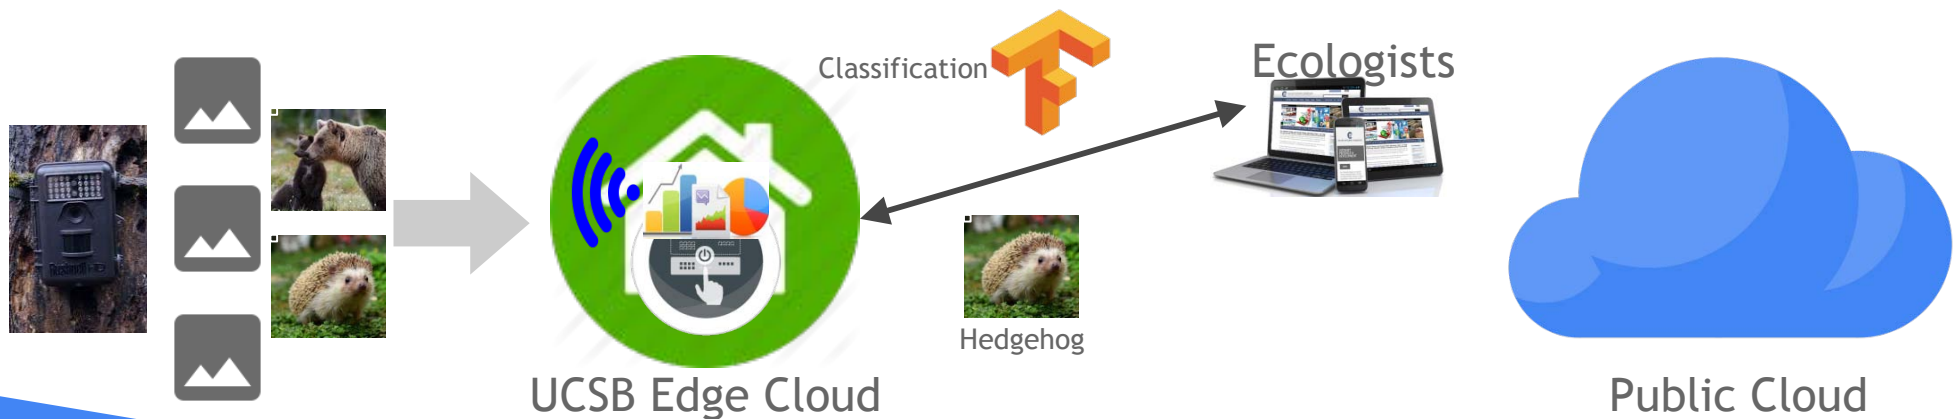 Classification
Ecologists
Hedgehog
UCSB Edge Cloud
Public Cloud